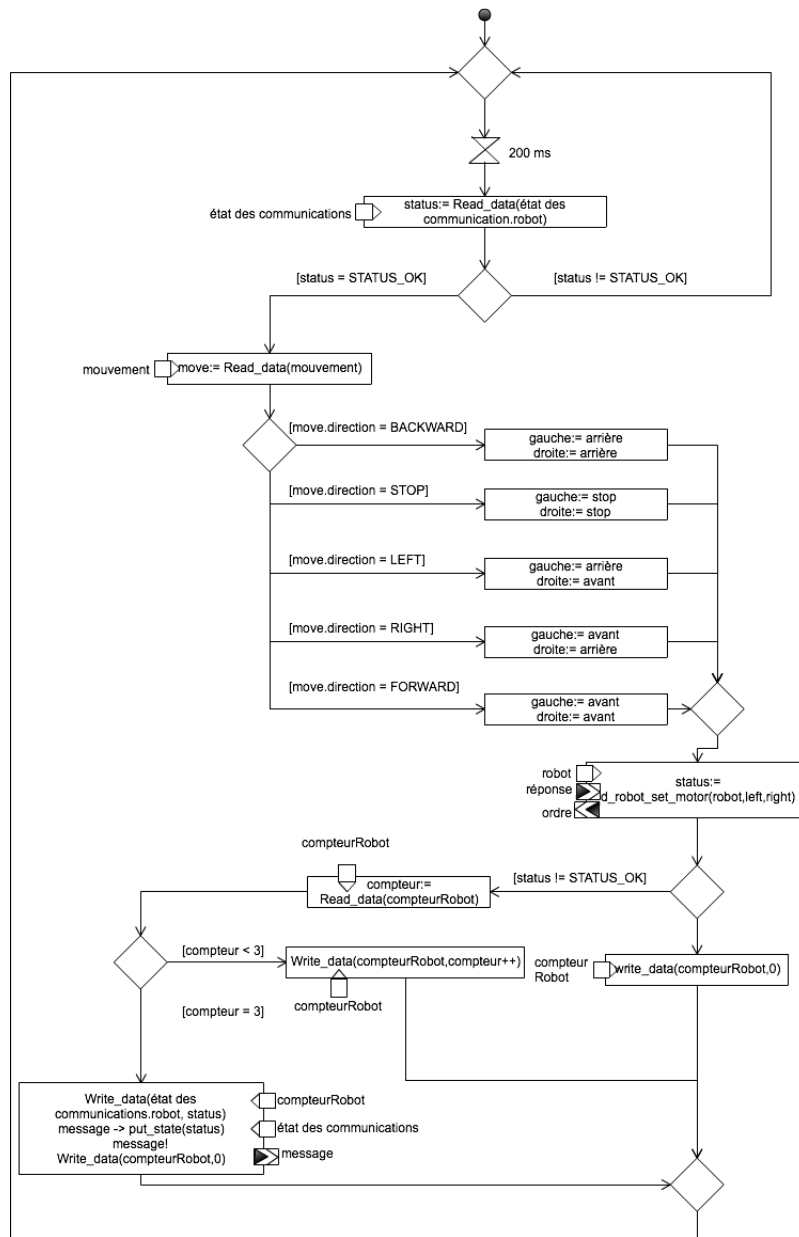 200 ms
état des communications
status:= Read_data(état des
communication.robot)
[status = STATUS_OK]
[status != STATUS_OK]
mouvement
move:= Read_data(mouvement)
[move.direction = BACKWARD]
gauche:= arrière
droite:= arrière
[move.direction = STOP]
gauche:= stop
droite:= stop
[move.direction = LEFT]
gauche:= arrière
droite:= avant
[move.direction = RIGHT]
gauche:= avant
droite:= arrière
[move.direction = FORWARD]
gauche:= avant
droite:= avant
robot
réponse
ordre
status:=
d_robot_set_motor(robot,left,right)
compteurRobot
compteur:=
Read_data(compteurRobot)
[status != STATUS_OK]
[compteur < 3]
Write_data(compteurRobot,compteur++)
compteurRobot
compteur
Robot
write_data(compteurRobot,0)
[compteur = 3]
Write_data(état des
communications.robot, status)
message -> put_state(status)
message!
Write_data(compteurRobot,0)
compteurRobot
état des communications
message